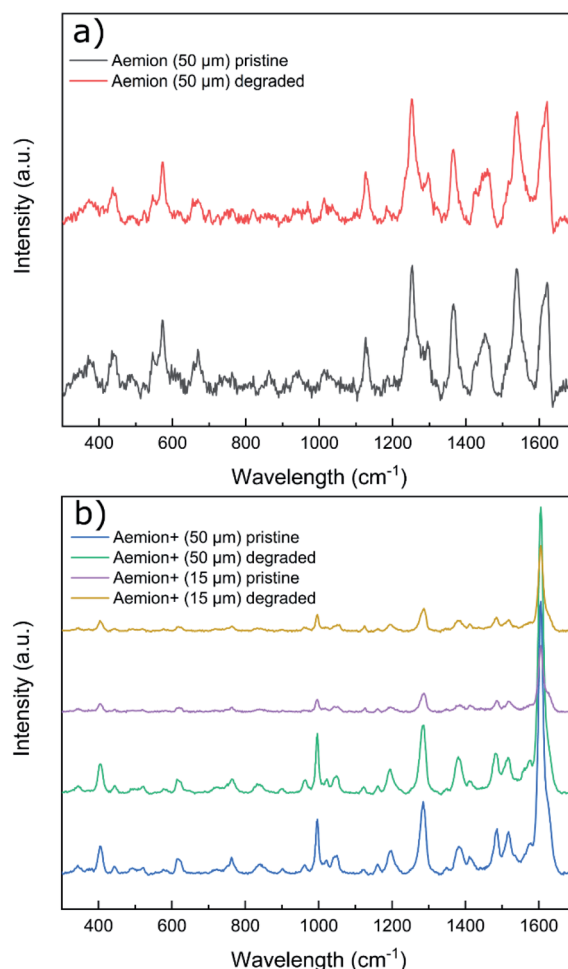 a)
Aemion (50 µm) pristine
Aemion (50 µm) degraded
Intensity (a.u.)
400 600 800 1000 1200 1400 1600
Wavelength (cm-1)
b)
Aemion+ (50 µm) pristine
Aemion+ (50 µm) degraded
Aemion+ (15 µm) pristine
Aemion+ (15 µm) degraded
Intensity (a.u.)
400 600 800 1000 1200 1400 1600
Wavelength (cm-1)